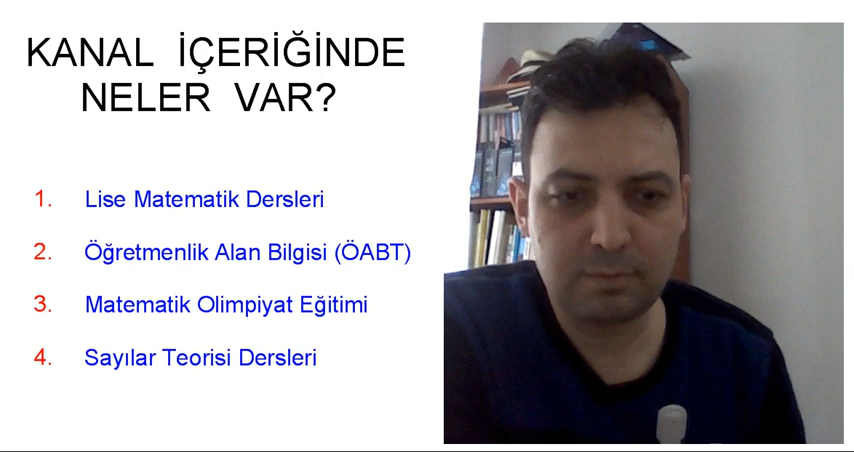 KANAL İÇERİĞİNDE
NELER VAR?
1. Lise Matematik Dersleri
2. Öğretmenlik Alan Bilgisi (ÖABT)
3. Matematik Olimpiyat Eğitimi
4. Sayılar Teorisi Dersleri